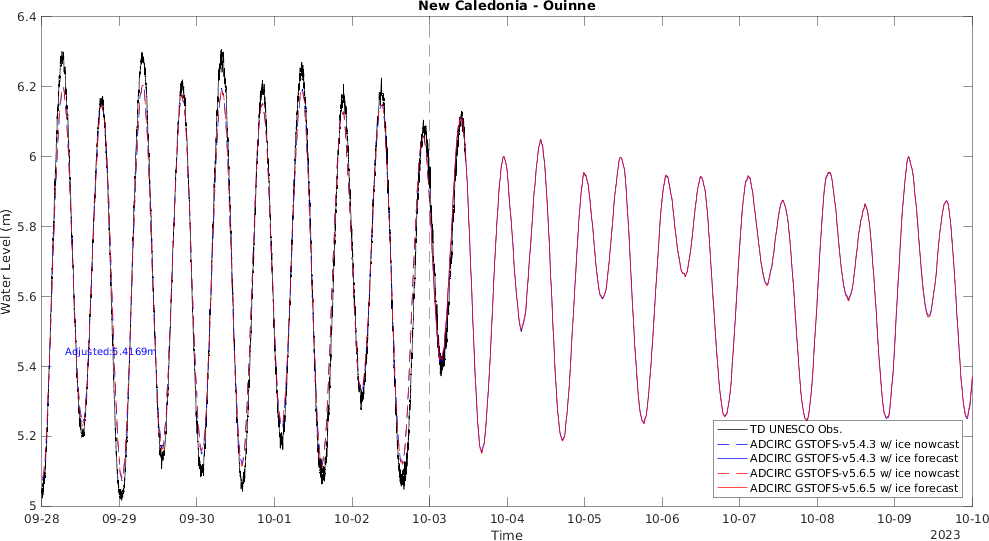 New Caledonia - Ouinne
6.4
6.2
6
5.8
5.6
5.4
5.2
5
Water Level (m)
Adjusted:5.4169m
TD UNESCO Obs.
ADCIRC GSTOFS-v5.4.3 w/ ice nowcast
ADCIRC GSTOFS-v5.4.3 w/ ice forecast
ADCIRC GSTOFS-v5.6.5 w/ ice nowcast
ADCIRC GSTOFS-v5.6.5 w/ ice forecast
09-28 09-29 09-30 10-01 10-02 10-03 10-04 10-05 10-06 10-07 10-08 10-09 10-10
Time
2023